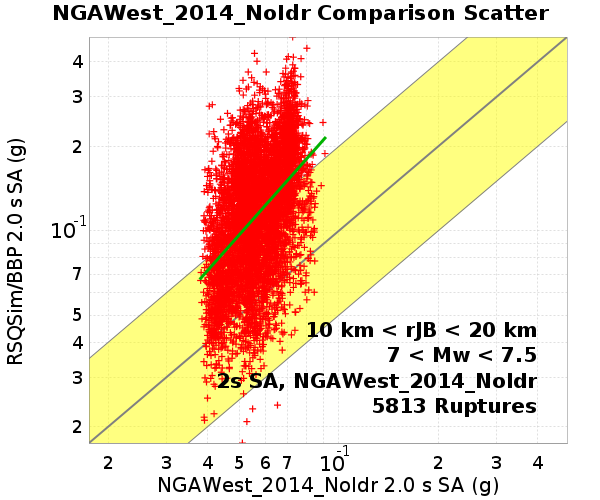 NGAWest_2014_NoIdr Comparison Scatter
RSQSim/BBP 2.0 s SA (g)
4
3
2
10⁻¹
7
5
4
3
2
10 km < rJB < 20 km
7 < Mw < 7.5
2s SA, NGAWest_2014_NoIdr
5813 Ruptures
2 3 4 5 6 7 10⁻¹ 2 3 4
NGAWest_2014_NoIdr 2.0 s SA (g)